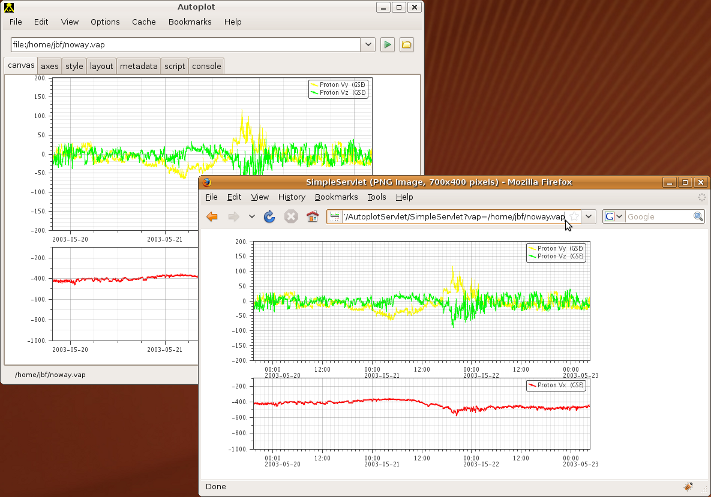 Autoplot
File Edit View Options Cache Bookmarks Help
file:/home/jbf/noway.vap
canvas axes style layout metadata script console
200.
150.
100.
50.
0.
-50.
-100.
-150.
-200.
Proton Vy (GSE)
Proton Vz (GSE)
2003-05-20 2003-05-21
-200.
-400.
-600.
-800.
-1000.
2003-05-20 2003-05-21
/home/jbf/noway.vap
SimpleServlet (PNG Image, 700x400 pixels) - Mozilla Firefox
File Edit View History Bookmarks Tools Help
/AutoplotServlet/SimpleServlet?vap=/home/jbf/noway.vap
G Google
200.
150.
100.
50.
0.
-50.
-100.
-150.
-200.
Proton Vy (GSE)
Proton Vz (GSE)
00:00 12:00 00:00 12:00 00:00 12:00 00:00
2003-05-20 2003-05-21 2003-05-22 2003-05-23
-200.
-400.
-600.
-800.
-1000.
Proton Vx (GSE)
00:00 12:00 00:00 12:00 00:00 12:00 00:00
2003-05-20 2003-05-21 2003-05-22 2003-05-23
Done